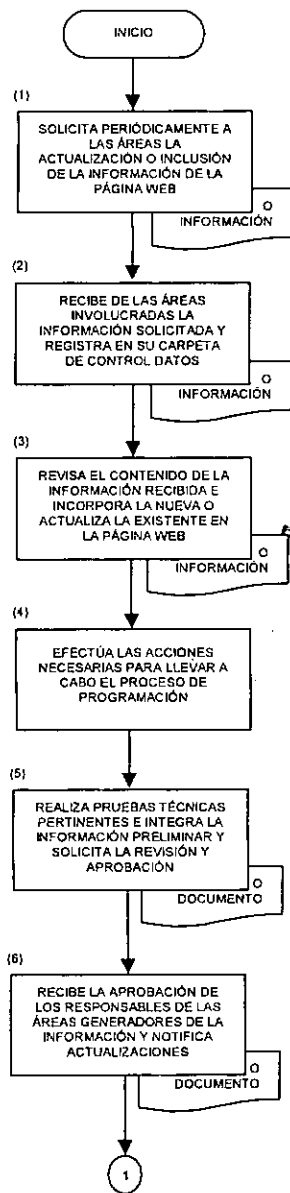 INICIO
(1)
SOLICITA PERIÓDICAMENTE A
LAS ÁREAS LA
ACTUALIZACIÓN O INCLUSIÓN
DE LA INFORMACIÓN DE LA
PÁGINA WEB
O
INFORMACIÓN
(2)
RECIBE DE LAS ÁREAS
INVOLUCRADAS LA
INFORMACIÓN SOLICITADA Y
REGISTRA EN SU CARPETA
DE CONTROL DATOS
O
INFORMACIÓN
(3)
REVISA EL CONTENIDO DE LA
INFORMACIÓN RECIBIDA E
INCORPORA LA NUEVA O
ACTUALIZA LA EXISTENTE EN
LA PÁGINA WEB
O
INFORMACIÓN
(4)
EFECTÚA LAS ACCIONES
NECESARIAS PARA LLEVAR A
CABO EL PROCESO DE
PROGRAMACIÓN
(5)
REALIZA PRUEBAS TÉCNICAS
PERTINENTES E INTEGRA LA
INFORMACIÓN PRELIMINAR Y
SOLICITA LA REVISIÓN Y
APROBACIÓN
O
DOCUMENTO
(6)
RECIBE LA APROBACIÓN DE
LOS RESPONSABLES DE LAS
ÁREAS GENERADORES DE LA
INFORMACIÓN Y NOTIFICA
ACTUALIZACIONES
O
DOCUMENTO
1